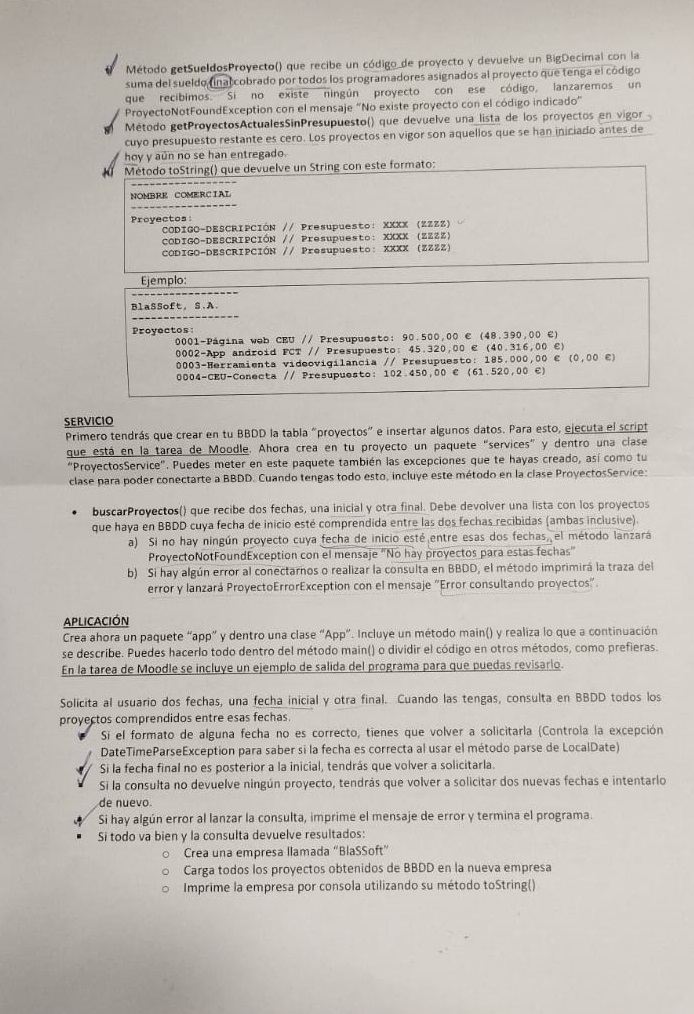 Método getSueldosProyecto() que recibe un código de proyecto y devuelve un BigDecimal con la
suma del sueldo final cobrado por todos los programadores asignados al proyecto que tenga el código
que recibimos. Si no existe ningún proyecto con ese código, lanzaremos un
ProyectoNotFoundException con el mensaje "No existe proyecto con el código indicado"
Método getProyectosActualesSinPresupuesto() que devuelve una lista de los proyectos en vigor
cuyo presupuesto restante es cero. Los proyectos en vigor son aquellos que se han iniciado antes de
hoy y aún no se han entregado.
Método toString() que devuelve un String con este formato:
------------------
NOMBRE COMERCIAL
------------------
Proyectos:
CODIGO-DESCRIPCIÓN // Presupuesto: XXXX (ZZZZ)
CODIGO-DESCRIPCIÓN // Presupuesto: XXXX (ZZZZ)
CODIGO-DESCRIPCIÓN // Presupuesto: XXXX (ZZZZ)
Ejemplo:
------------------
BlaSSoft, S.A.
------------------
Proyectos:
0001-Página web CEU // Presupuesto: 90.500,00 € (48.390,00 €)
0002-App android FCT // Presupuesto: 45.320,00 € (40.316,00 €)
0003-Herramienta videovigilancia // Presupuesto: 185.000,00 € (0,00 €)
0004-CEU-Conecta // Presupuesto: 102.450,00 € (61.520,00 €)
SERVICIO
Primero tendrás que crear en tu BBDD la tabla "proyectos" e insertar algunos datos. Para esto, ejecuta el script
que está en la tarea de Moodle. Ahora crea en tu proyecto un paquete "services" y dentro una clase
"ProyectosService". Puedes meter en este paquete también las excepciones que te hayas creado, así como tu
clase para poder conectarte a BBDD. Cuando tengas todo esto, incluye este método en la clase ProyectosService:
• buscarProyectos() que recibe dos fechas, una inicial y otra final. Debe devolver una lista con los proyectos
que haya en BBDD cuya fecha de inicio esté comprendida entre las dos fechas recibidas (ambas inclusive).
a) Si no hay ningún proyecto cuya fecha de inicio esté entre esas dos fechas, el método lanzará
ProyectoNotFoundException con el mensaje "No hay proyectos para estas fechas"
b) Si hay algún error al conectarnos o realizar la consulta en BBDD, el método imprimirá la traza del
error y lanzará ProyectoErrorException con el mensaje "Error consultando proyectos".
APLICACIÓN
Crea ahora un paquete "app" y dentro una clase "App". Incluye un método main() y realiza lo que a continuación
se describe. Puedes hacerlo todo dentro del método main() o dividir el código en otros métodos, como prefieras.
En la tarea de Moodle se incluye un ejemplo de salida del programa para que puedas revisarlo.
Solicita al usuario dos fechas, una fecha inicial y otra final. Cuando las tengas, consulta en BBDD todos los
proyectos comprendidos entre esas fechas.
Si el formato de alguna fecha no es correcto, tienes que volver a solicitarla (Controla la excepción
DateTimeParseException para saber si la fecha es correcta al usar el método parse de LocalDate)
Si la fecha final no es posterior a la inicial, tendrás que volver a solicitarla.
Si la consulta no devuelve ningún proyecto, tendrás que volver a solicitar dos nuevas fechas e intentarlo
de nuevo.
Si hay algún error al lanzar la consulta, imprime el mensaje de error y termina el programa.
▪ Si todo va bien y la consulta devuelve resultados:
o Crea una empresa llamada "BlaSSoft"
o Carga todos los proyectos obtenidos de BBDD en la nueva empresa
o Imprime la empresa por consola utilizando su método toString()